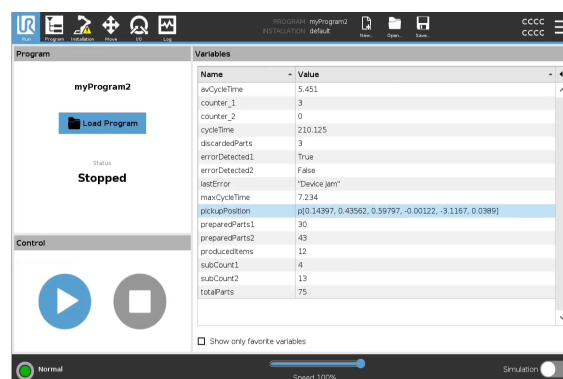 UR
PROGRAM myProgram2
INSTALLATION default
CCCC
CCCC
Run Program Installation Move I/O Log New... Open... Save...
Program
myProgram2
Load Program
Status
Stopped
Control
Variables
Name Value
avCycleTime 5.451
counter_1 3
counter_2 0
cycleTime 210.125
discardedParts 3
errorDetected1 True
errorDetected2 False
lastError "Device jam"
maxCycleTime 7.234
pickupPosition p[0.14397, 0.43562, 0.59797, -0.00122, -3.1167, 0.0389]
preparedParts1 30
preparedParts2 43
producedItems 12
subCount1 4
subCount2 13
totalParts 75
Show only favorite variables
Normal
Speed 100%
Simulation